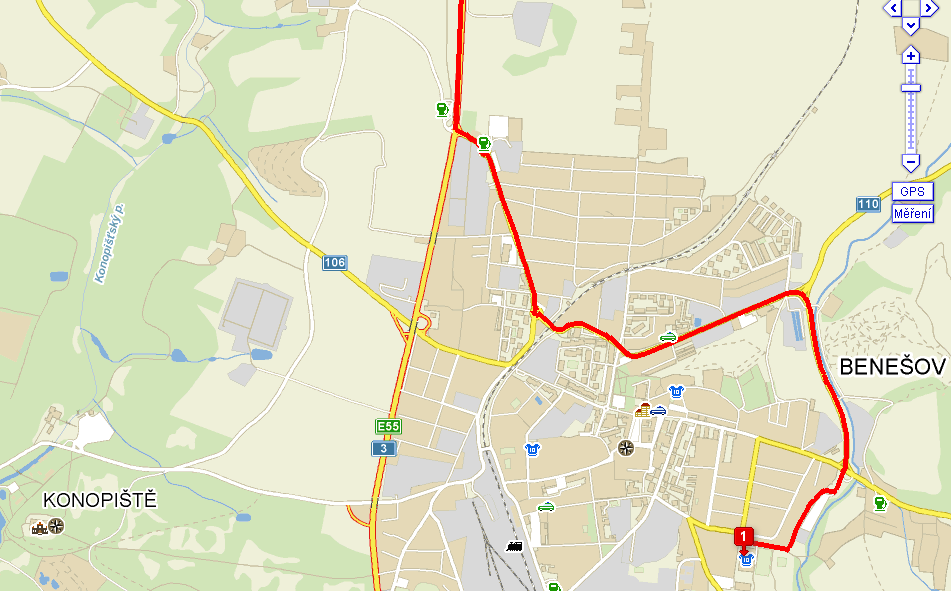 +
-
GPS
Měření
110
Konopišťský p.
106
BENEŠOV
E55
3
KONOPIŠTĚ
1